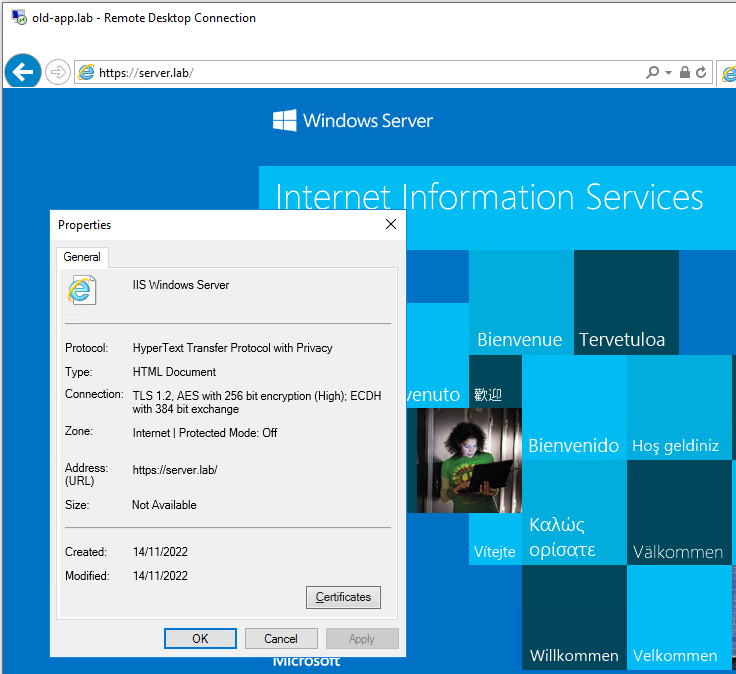 old-app.lab - Remote Desktop Connection
https://server.lab/
Windows Server
Internet Information Services
Properties
General
IIS Windows Server
Protocol: HyperText Transfer Protocol with Privacy
Type: HTML Document
Connection: TLS 1.2, AES with 256 bit encryption (High); ECDH
with 384 bit exchange
Zone: Internet | Protected Mode: Off
Address: https://server.lab/
(URL)
Size: Not Available
Created: 14/11/2022
Modified: 14/11/2022
Certificates
OK Cancel Apply
Bienvenue Tervetuloa
venuto 歡迎
Bienvenido Hoş geldiniz
Vítejte Καλώς
ορίσατε Välkommen
Willkommen Velkomen
Microsoft